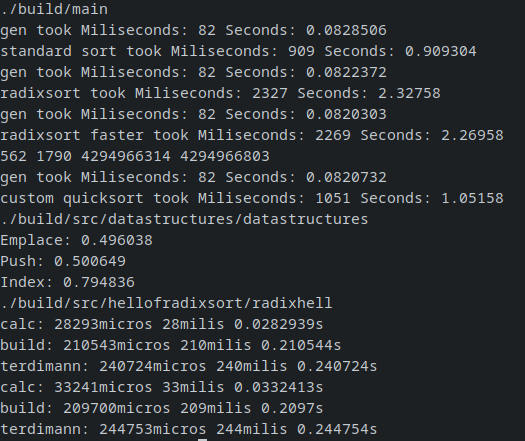 ./build/main
gen took Miliseconds: 82 Seconds: 0.0828506
standard sort took Miliseconds: 909 Seconds: 0.909304
gen took Miliseconds: 82 Seconds: 0.0822372
radixsort took Miliseconds: 2327 Seconds: 2.32758
gen took Miliseconds: 82 Seconds: 0.0820303
radixsort faster took Miliseconds: 2269 Seconds: 2.26958
562 1790 4294966314 4294966803
gen took Miliseconds: 82 Seconds: 0.0820732
custom quicksort took Miliseconds: 1051 Seconds: 1.05158
./build/src/datastructures/datastructures
Emplace: 0.496038
Push: 0.500649
Index: 0.794836
./build/src/hellofradixsort/radixhell
calc: 28293micros 28milis 0.0282939s
build: 210543micros 210milis 0.210544s
terdimann: 240724micros 240milis 0.240724s
calc: 33241micros 33milis 0.0332413s
build: 209700micros 209milis 0.2097s
terdimann: 244753micros 244milis 0.244754s